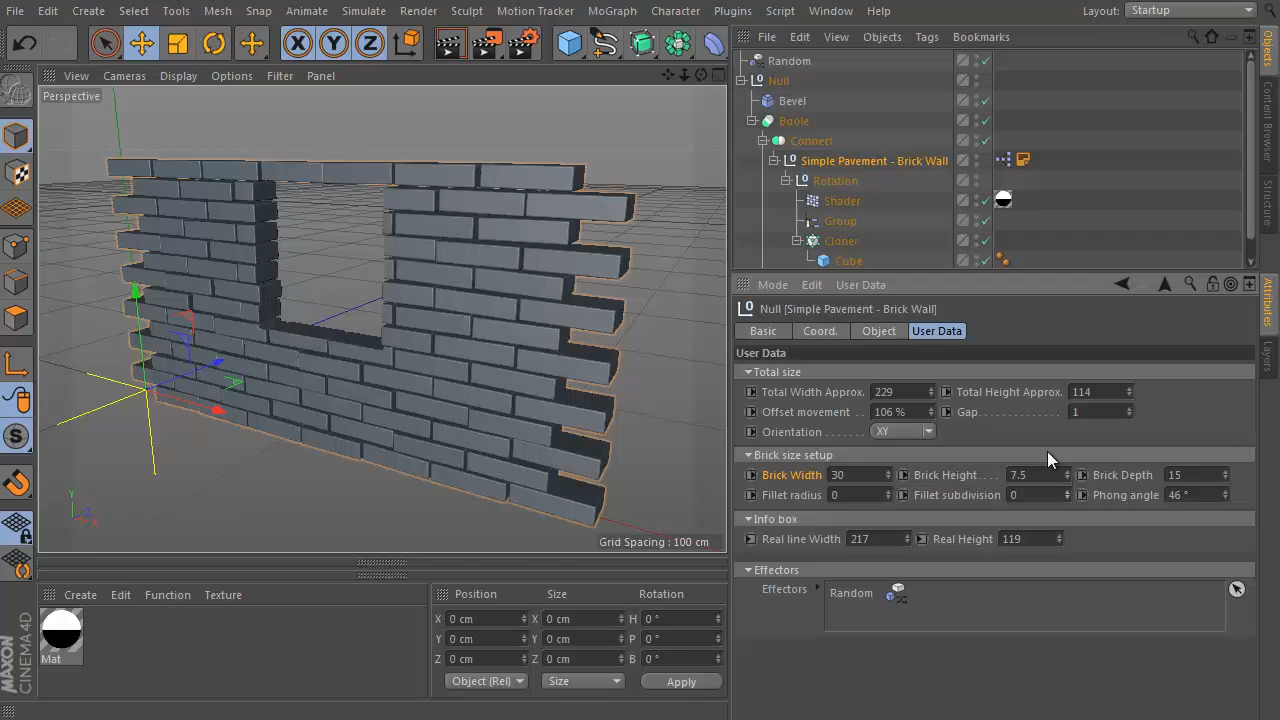 File Edit Create Select Tools Mesh Snap Animate Simulate Render Sculpt Motion Tracker MoGraph Character Plugins Script Window Help Layout: Startup
X Y Z
File Edit View Objects Tags Bookmarks
View Cameras Display Options Filter Panel
Perspective
Random
Null
Bevel
Boole
Connect
Simple Pavement - Brick Wall
Rotation
Shader
Group
Cloner
Cube
Objects
Content Browser
Structure
Mode Edit User Data
Null [Simple Pavement - Brick Wall]
Basic Coord. Object User Data
User Data
Total size
Total Width Approx. 229 Total Height Approx. 114
Offset movement . . 106 % Gap. . . . . . . . . . . . . 1
Orientation . . . . . . . XY
Brick size setup
Brick Width 30 Brick Height. . . . 7.5 Brick Depth 15
Fillet radius 0 Fillet subdivision 0 Phong angle 46 °
Info box
Real line Width 217 Real Height 119
Effectors
Effectors Random
Attributes
Layers
Y
Z
X
Grid Spacing : 100 cm
Create Edit Function Texture
Mat
Position Size Rotation
X 0 cm X 0 cm H 0 °
Y 0 cm Y 0 cm P 0 °
Z 0 cm Z 0 cm B 0 °
Object (Rel) Size Apply
MAXON
CINEMA 4D